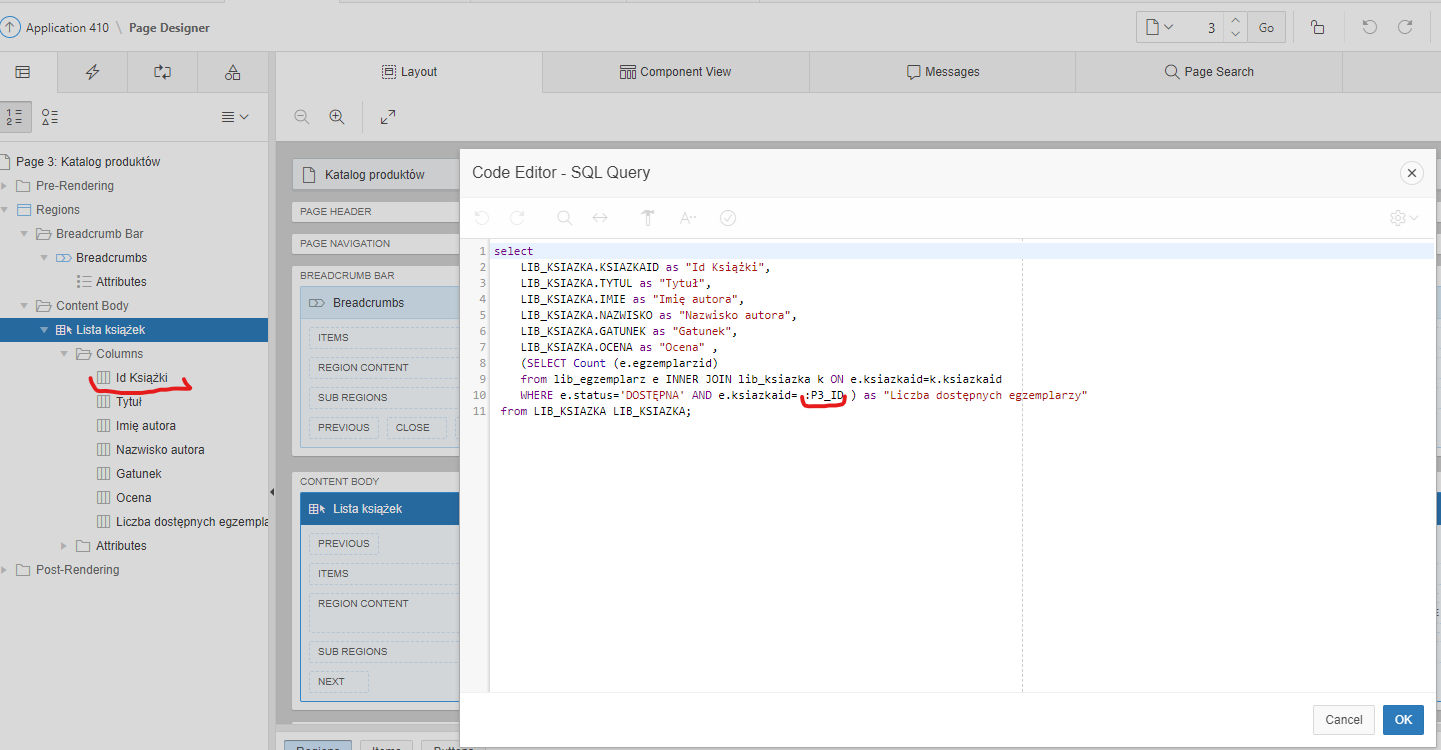 Application 410 \ Page Designer
3
Go
Layout
Component View
Messages
Page Search
Page 3: Katalog produktów
Pre-Rendering
Regions
Breadcrumb Bar
Breadcrumbs
Attributes
Content Body
Lista książek
Columns
Id Książki
Tytuł
Imię autora
Nazwisko autora
Gatunek
Ocena
Liczba dostępnych egzempla
Attributes
Post-Rendering
Katalog produktów
PAGE HEADER
PAGE NAVIGATION
BREADCRUMB BAR
Breadcrumbs
ITEMS
REGION CONTENT
SUB REGIONS
PREVIOUS
CLOSE
CONTENT BODY
Lista książek
PREVIOUS
ITEMS
REGION CONTENT
SUB REGIONS
NEXT
Regions
Items
Buttons
Code Editor - SQL Query
1 select
2 LIB_KSIAZKA.KSIAZKAID as "Id Książki",
3 LIB_KSIAZKA.TYTUL as "Tytuł",
4 LIB_KSIAZKA.IMIE as "Imię autora",
5 LIB_KSIAZKA.NAZWISKO as "Nazwisko autora",
6 LIB_KSIAZKA.GATUNEK as "Gatunek",
7 LIB_KSIAZKA.OCENA as "Ocena" ,
8 (SELECT Count (e.egzemplarzid)
9 from lib_egzemplarz e INNER JOIN lib_ksiazka k ON e.ksiazkaid=k.ksiazkaid
10 WHERE e.status='DOSTĘPNA' AND e.ksiazkaid= :P3_ID ) as "Liczba dostępnych egzemplarzy"
11 from LIB_KSIAZKA LIB_KSIAZKA;
Cancel
OK